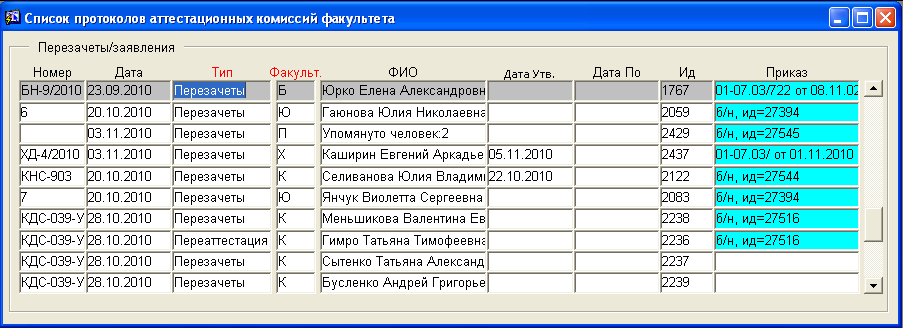 Список протоколов аттестационных комиссий факультета
Перезачеты/заявления
Номер Дата Тип Факульт. ФИО Дата Утв. Дата По Ид Приказ
БН-9/2010 23.09.2010 Перезачеты Б Юрко Елена Александровн 1767 01-07.03/722 от 08.11.02
6 20.10.2010 Перезачеты Ю Гаюнова Юлия Николаевна 2059 б/н, ид=27394
03.11.2010 Перезачеты П Упомянуто человек:2 2429 б/н, ид=27545
ХД-4/2010 03.11.2010 Перезачеты Х Каширин Евгений Аркадье 05.11.2010 2437 01-07.03/ от 01.11.2010
КНС-903 20.10.2010 Перезачеты К Селиванова Юлия Владими 22.10.2010 2122 б/н, ид=27544
7 20.10.2010 Перезачеты Ю Янчук Виолетта Сергеевна 2083 б/н, ид=27394
КДС-039-У 28.10.2010 Перезачеты К Меньшикова Валентина Ев 2238 б/н, ид=27516
КДС-039-У 28.10.2010 Переаттестация К Гимро Татьяна Тимофеевна 2236 б/н, ид=27516
КДС-039-У 28.10.2010 Перезачеты К Сытенко Татьяна Александ 2237
КДС-039-У 28.10.2010 Перезачеты К Бусленко Андрей Григорье 2239